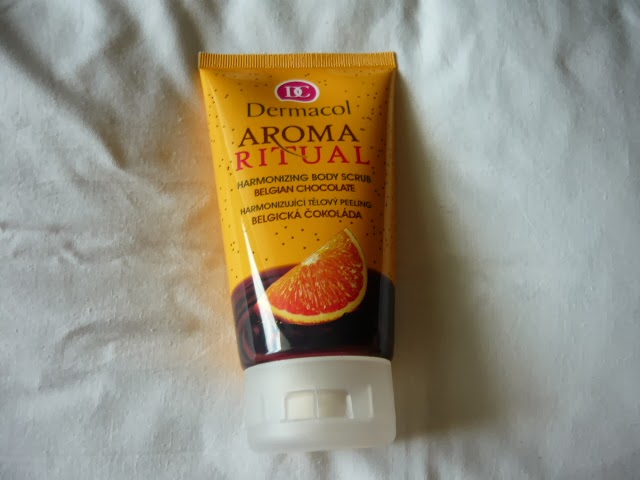 DC
Dermacol
AROMA
RITUAL
HARMONIZING BODY SCRUB
BELGIAN CHOCOLATE
HARMONIZUJÍCÍ TĚLOVÝ PEELING
BELGICKÁ ČOKOLÁDA